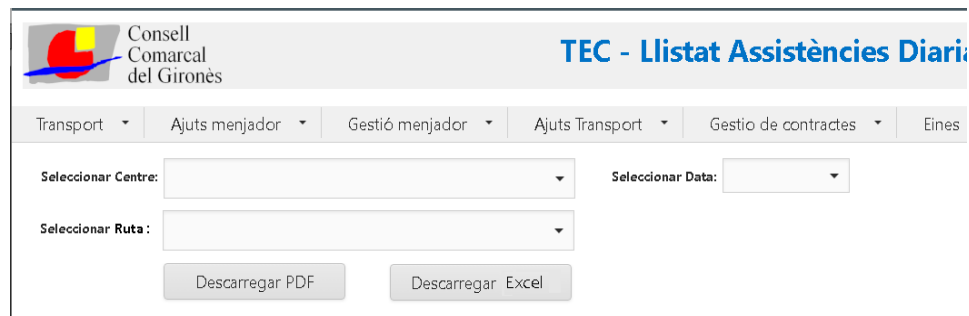 Consell
Comarcal
del Gironès
TEC - Llistat Assistències Diari
Transport
Ajuts menjador
Gestió menjador
Ajuts Transport
Gestio de contractes
Eines
Seleccionar Centre:
Seleccionar Data:
Seleccionar Ruta :
Descarregar PDF
Descarregar Excel